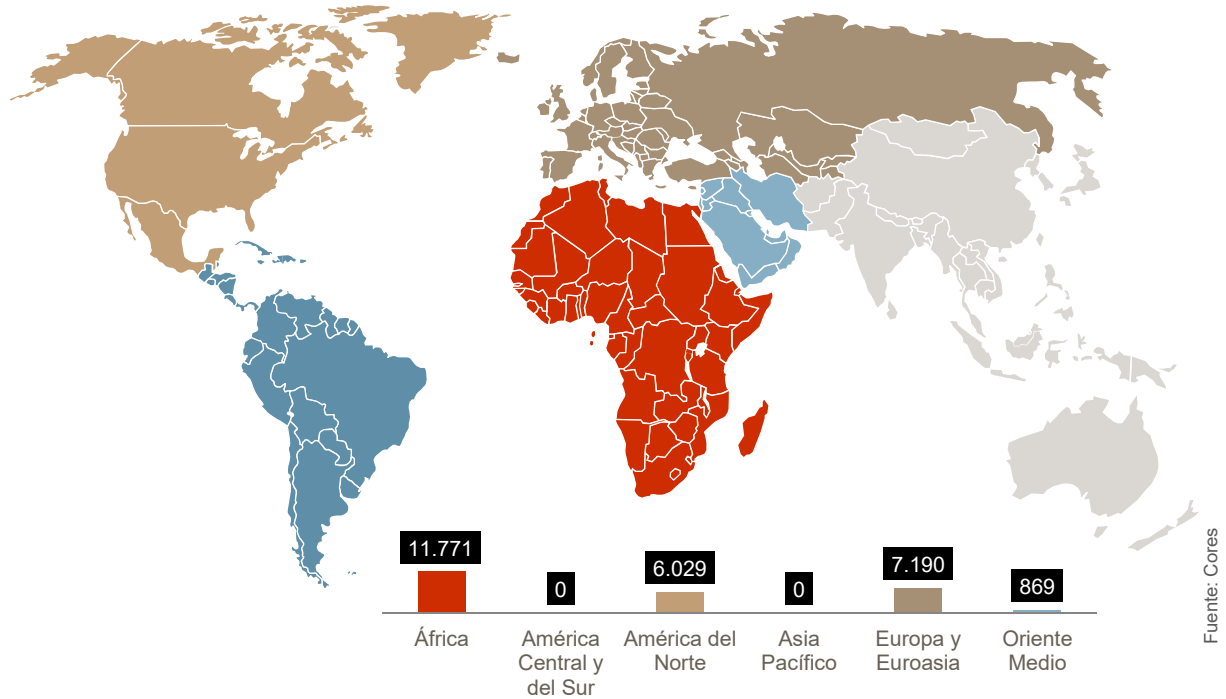 11.771
0
6.029
0
7.190
869
África
América
Central y
del Sur
América del
Norte
Asia
Pacífico
Europa y
Euroasia
Oriente
Medio
Fuente: Cores